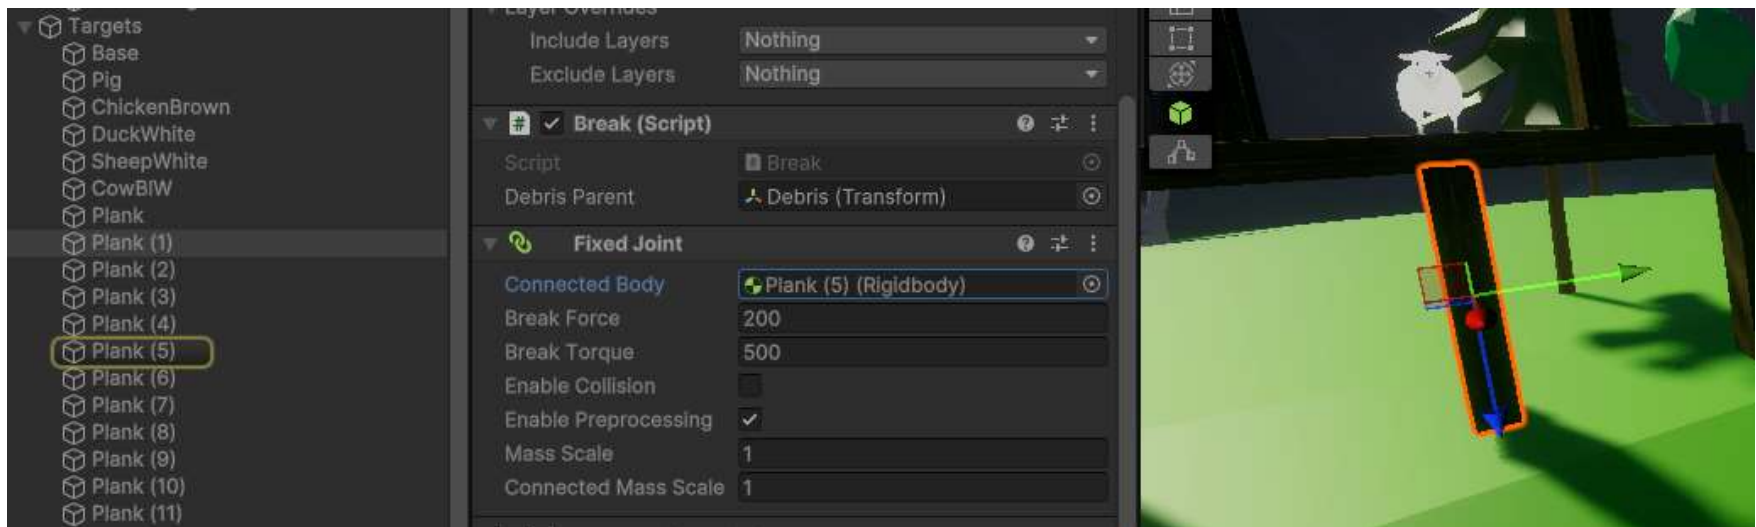 Targets
Base
Pig
ChickenBrown
DuckWhite
SheepWhite
CowBlW
Plank
Plank (1)
Plank (2)
Plank (3)
Plank (4)
Plank (5)
Plank (6)
Plank (7)
Plank (8)
Plank (9)
Plank (10)
Plank (11)
Layer Overrides
Include Layers Nothing
Exclude Layers Nothing
# Break (Script)
Script Break
Debris Parent Debris (Transform)
Fixed Joint
Connected Body Plank (5) (Rigidbody)
Break Force 200
Break Torque 500
Enable Collision
Enable Preprocessing
Mass Scale 1
Connected Mass Scale 1